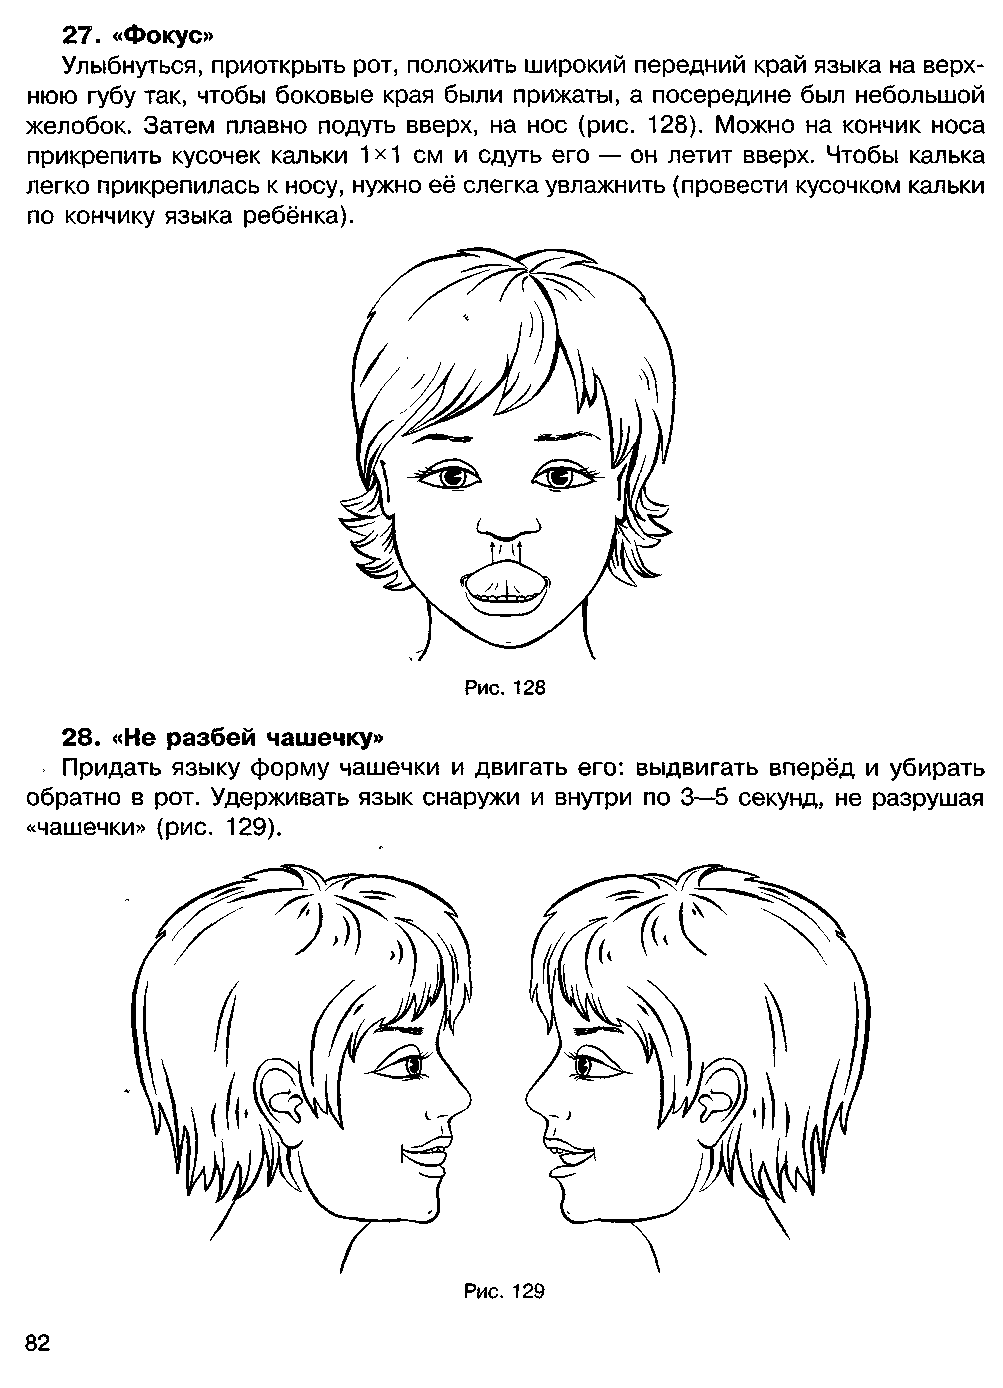 27. «Фокус»
Улыбнуться, приоткрыть рот, положить широкий передний край языка на верх-
нюю губу так, чтобы боковые края были прижаты, а посередине был небольшой
желобок. Затем плавно подуть вверх, на нос (рис. 128). Можно на кончик носа
прикрепить кусочек кальки 1×1 см и сдуть его — он летит вверх. Чтобы калька
легко прикрепилась к носу, нужно её слегка увлажнить (провести кусочком кальки
по кончику языка ребёнка).
Рис. 128
28. «Не разбей чашечку»
Придать языку форму чашечки и двигать его: выдвигать вперёд и убирать
обратно в рот. Удерживать язык снаружи и внутри по 3—5 секунд, не разрушая
«чашечки» (рис. 129).
Рис. 129
82